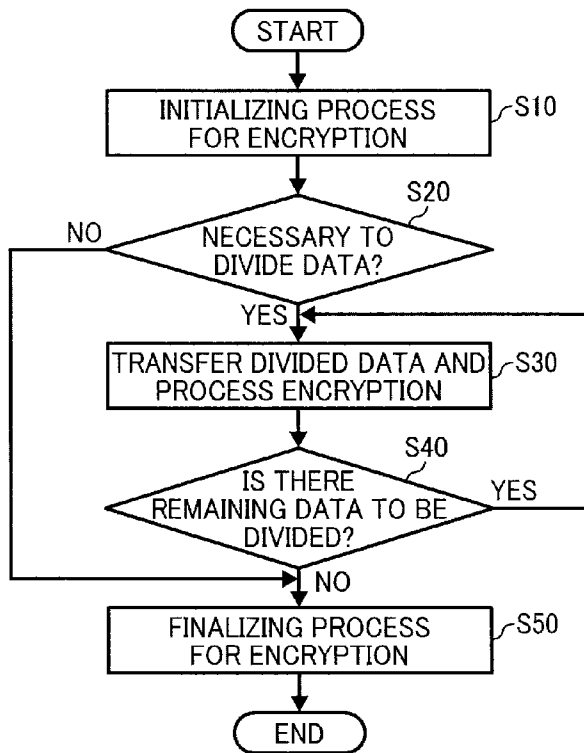 START
INITIALIZING PROCESS
FOR ENCRYPTION
S10
S20
NO
NECESSARY TO
DIVIDE DATA?
YES
TRANSFER DIVIDED DATA AND
PROCESS ENCRYPTION
S30
S40
IS THERE
REMAINING DATA TO BE
DIVIDED?
YES
NO
FINALIZING PROCESS
FOR ENCRYPTION
S50
END